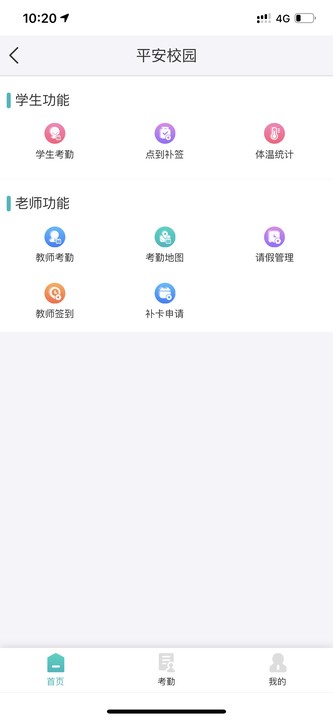 10:20
4G
平安校园
学生功能
学生考勤 点到补签 体温统计
老师功能
教师考勤 考勤地图 请假管理
教师签到 补卡申请
首页 考勤 我的